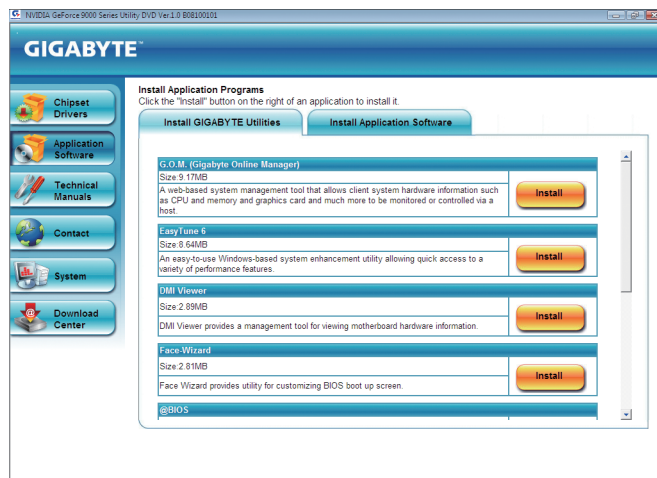 NVIDIA GeForce 9000 Series Utility DVD Ver.1.0 B08100101
GIGABYTE™
Chipset
Drivers
Application
Software
Technical
Manuals
Contact
System
Download
Center
Install Application Programs
Click the "Install" button on the right of an application to install it.
Install GIGABYTE Utilities
Install Application Software
G.O.M. (Gigabyte Online Manager)
Size:9.17MB
A web-based system management tool that allows client system hardware information such
as CPU and memory and graphics card and much more to be monitored or controlled via a
host.
Install
EasyTune 6
Size:8.64MB
An easy-to-use Windows-based system enhancement utility allowing quick access to a
variety of performance features.
Install
DMI Viewer
Size:2.89MB
DMI Viewer provides a management tool for viewing motherboard hardware information.
Install
Face-Wizard
Size:2.81MB
Face Wizard provides utility for customizing BIOS boot up screen.
Install
@BIOS